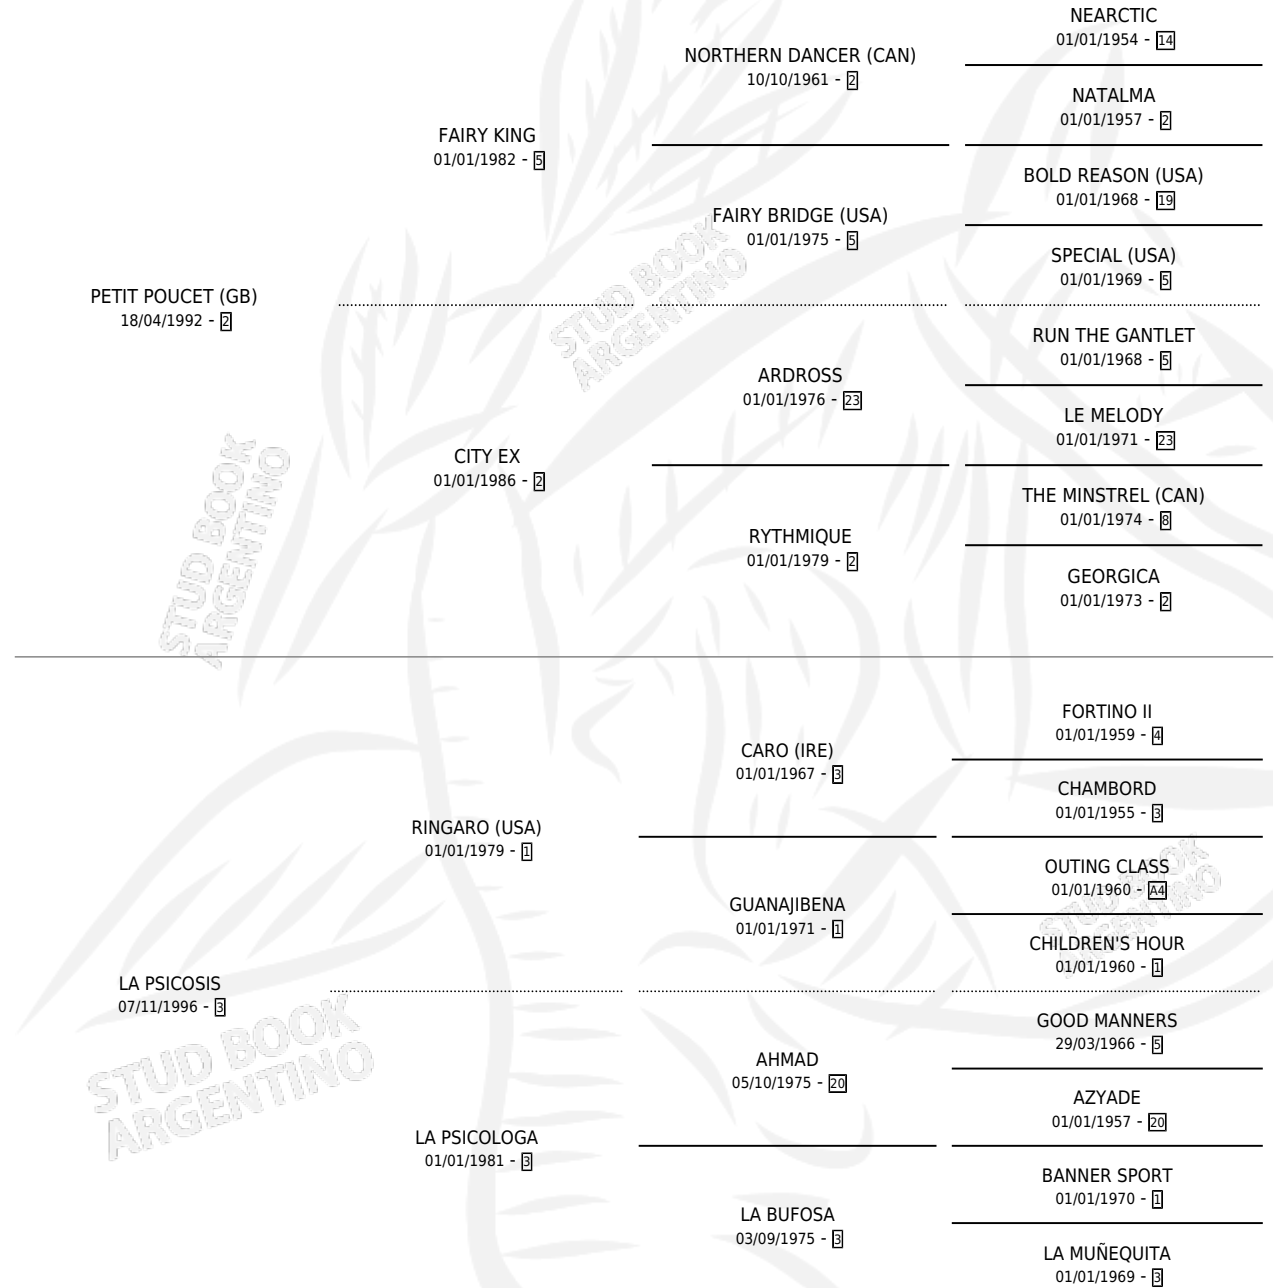 NEARCTIC
01/01/1954 - 14
NORTHERN DANCER (CAN)
10/10/1961 - 2
NATALMA
01/01/1957 - 2
FAIRY KING
01/01/1982 - 5
BOLD REASON (USA)
01/01/1968 - 19
FAIRY BRIDGE (USA)
01/01/1975 - 5
SPECIAL (USA)
01/01/1969 - 5
PETIT POUCET (GB)
18/04/1992 - 2
STUD BOOK
ARGENTINO
RUN THE GANTLET
01/01/1968 - 5
ARDROSS
01/01/1976 - 23
LE MELODY
01/01/1971 - 23
CITY EX
01/01/1986 - 2
THE MINSTREL (CAN)
01/01/1974 - 8
RYTHMIQUE
01/01/1979 - 2
GEORGICA
01/01/1973 - 2
STUD BOOK
ARGENTINO
FORTINO II
01/01/1959 - 4
CARO (IRE)
01/01/1967 - 3
CHAMBORD
01/01/1955 - 3
RINGARO (USA)
01/01/1979 - 1
OUTING CLASS
01/01/1960 - A4
GUANAJIBENA
01/01/1971 - 1
STUD BOOK
ARGENTINO
CHILDREN'S HOUR
01/01/1960 - 1
LA PSICOSIS
07/11/1996 - 3
GOOD MANNERS
29/03/1966 - 5
STUD BOOK
ARGENTINO
AHMAD
05/10/1975 - 20
AZYADE
01/01/1957 - 20
LA PSICOLOGA
01/01/1981 - 3
BANNER SPORT
01/01/1970 - 1
LA BUFOSA
03/09/1975 - 3
LA MUÑEQUITA
01/01/1969 - 3